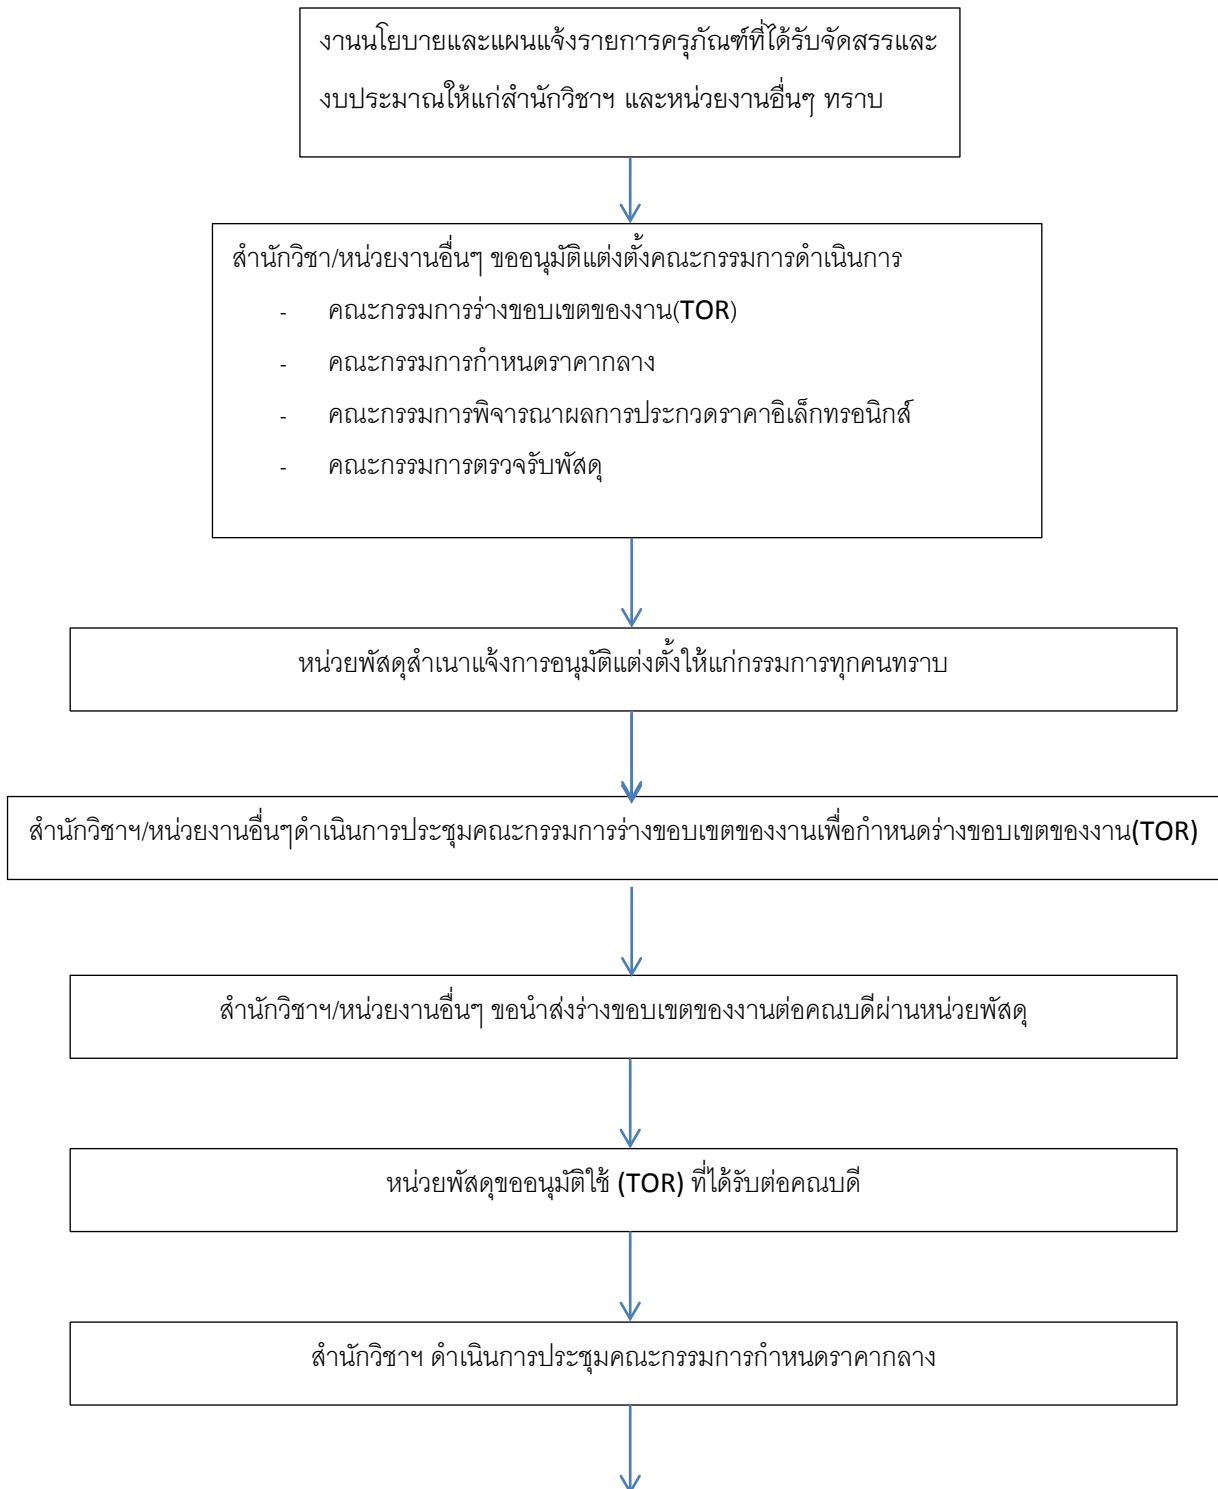 งานนโยบายและแผนแจ้งรายการครุภัณฑ์ที่ได้รับจัดสรรและ
งบประมาณให้แก่สำนักวิชาฯ และหน่วยงานอื่นๆ ทราบ
สำนักวิชา/หน่วยงานอื่นๆ ขออนุมัติแต่งตั้งคณะกรรมการดำเนินการ
- คณะกรรมการร่างขอบเขตของงาน(TOR)
- คณะกรรมการกำหนดราคากลาง
- คณะกรรมการพิจารณาผลการประกวดราคาอิเล็กทรอนิกส์
- คณะกรรมการตรวจรับพัสดุ
หน่วยพัสดุสำเนาแจ้งการอนุมัติแต่งตั้งให้แก่กรรมการทุกคนทราบ
สำนักวิชาฯ/หน่วยงานอื่นๆดำเนินการประชุมคณะกรรมการร่างขอบเขตของงานเพื่อกำหนดร่างขอบเขตของงาน(TOR)
สำนักวิชาฯ/หน่วยงานอื่นๆ ขอนำส่งร่างขอบเขตของงานต่อคณบดีผ่านหน่วยพัสดุ
หน่วยพัสดุขออนุมัติใช้ (TOR) ที่ได้รับต่อคณบดี
สำนักวิชาฯ ดำเนินการประชุมคณะกรรมการกำหนดราคากลาง